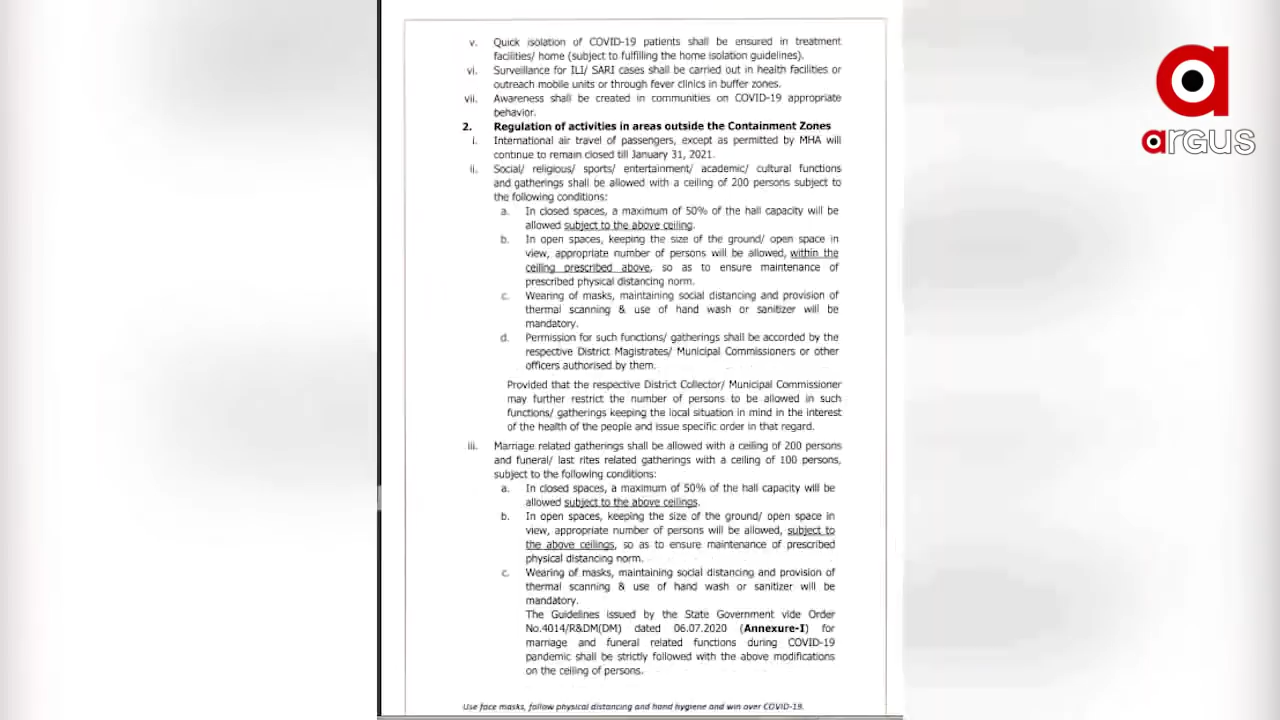 v. Quick isolation of COVID-19 patients shall be ensured in treatment
facilities/ home (subject to fulfilling the home isolation guidelines).
vi. Surveillance for ILI/ SARI cases shall be carried out in health facilities or
outreach mobile units or through fever clinics in buffer zones.
vii. Awareness shall be created in communities on COVID-19 appropriate
behavior.
2. Regulation of activities in areas outside the Containment Zones
i. International air travel of passengers, except as permitted by MHA will
continue to remain closed till January 31, 2021.
ii. Social/ religious/ sports/ entertainment/ academic/ cultural functions
and gatherings shall be allowed with a ceiling of 200 persons subject to
the following conditions:
a. In closed spaces, a maximum of 50% of the hall capacity will be
allowed subject to the above ceiling.
b. In open spaces, keeping the size of the ground/ open space in
view, appropriate number of persons will be allowed, within the
ceiling prescribed above, so as to ensure maintenance of
prescribed physical distancing norm.
c. Wearing of masks, maintaining social distancing and provision of
thermal scanning & use of hand wash or sanitizer will be
mandatory.
d. Permission for such functions/ gatherings shall be accorded by the
respective District Magistrates/ Municipal Commissioners or other
officers authorised by them.
Provided that the respective District Collector/ Municipal Commissioner
may further restrict the number of persons to be allowed in such
functions/ gatherings keeping the local situation in mind in the interest
of the health of the people and issue specific order in that regard.
iii. Marriage related gatherings shall be allowed with a ceiling of 200 persons
and funeral/ last rites related gatherings with a ceiling of 100 persons,
subject to the following conditions:
a. In closed spaces, a maximum of 50% of the hall capacity will be
allowed subject to the above ceilings.
b. In open spaces, keeping the size of the ground/ open space in
view, appropriate number of persons will be allowed, subject to
the above ceilings, so as to ensure maintenance of prescribed
physical distancing norm.
c. Wearing of masks, maintaining social distancing and provision of
thermal scanning & use of hand wash or sanitizer will be
mandatory.
The Guidelines issued by the State Government vide Order
No.4014/R&DM(DM) dated 06.07.2020 (Annexure-I) for
marriage and funeral related functions during COVID-19
pandemic shall be strictly followed with the above modifications
on the ceiling of persons.
Use face masks, follow physical distancing and hand hygiene and win over COVID-19.
a
argus